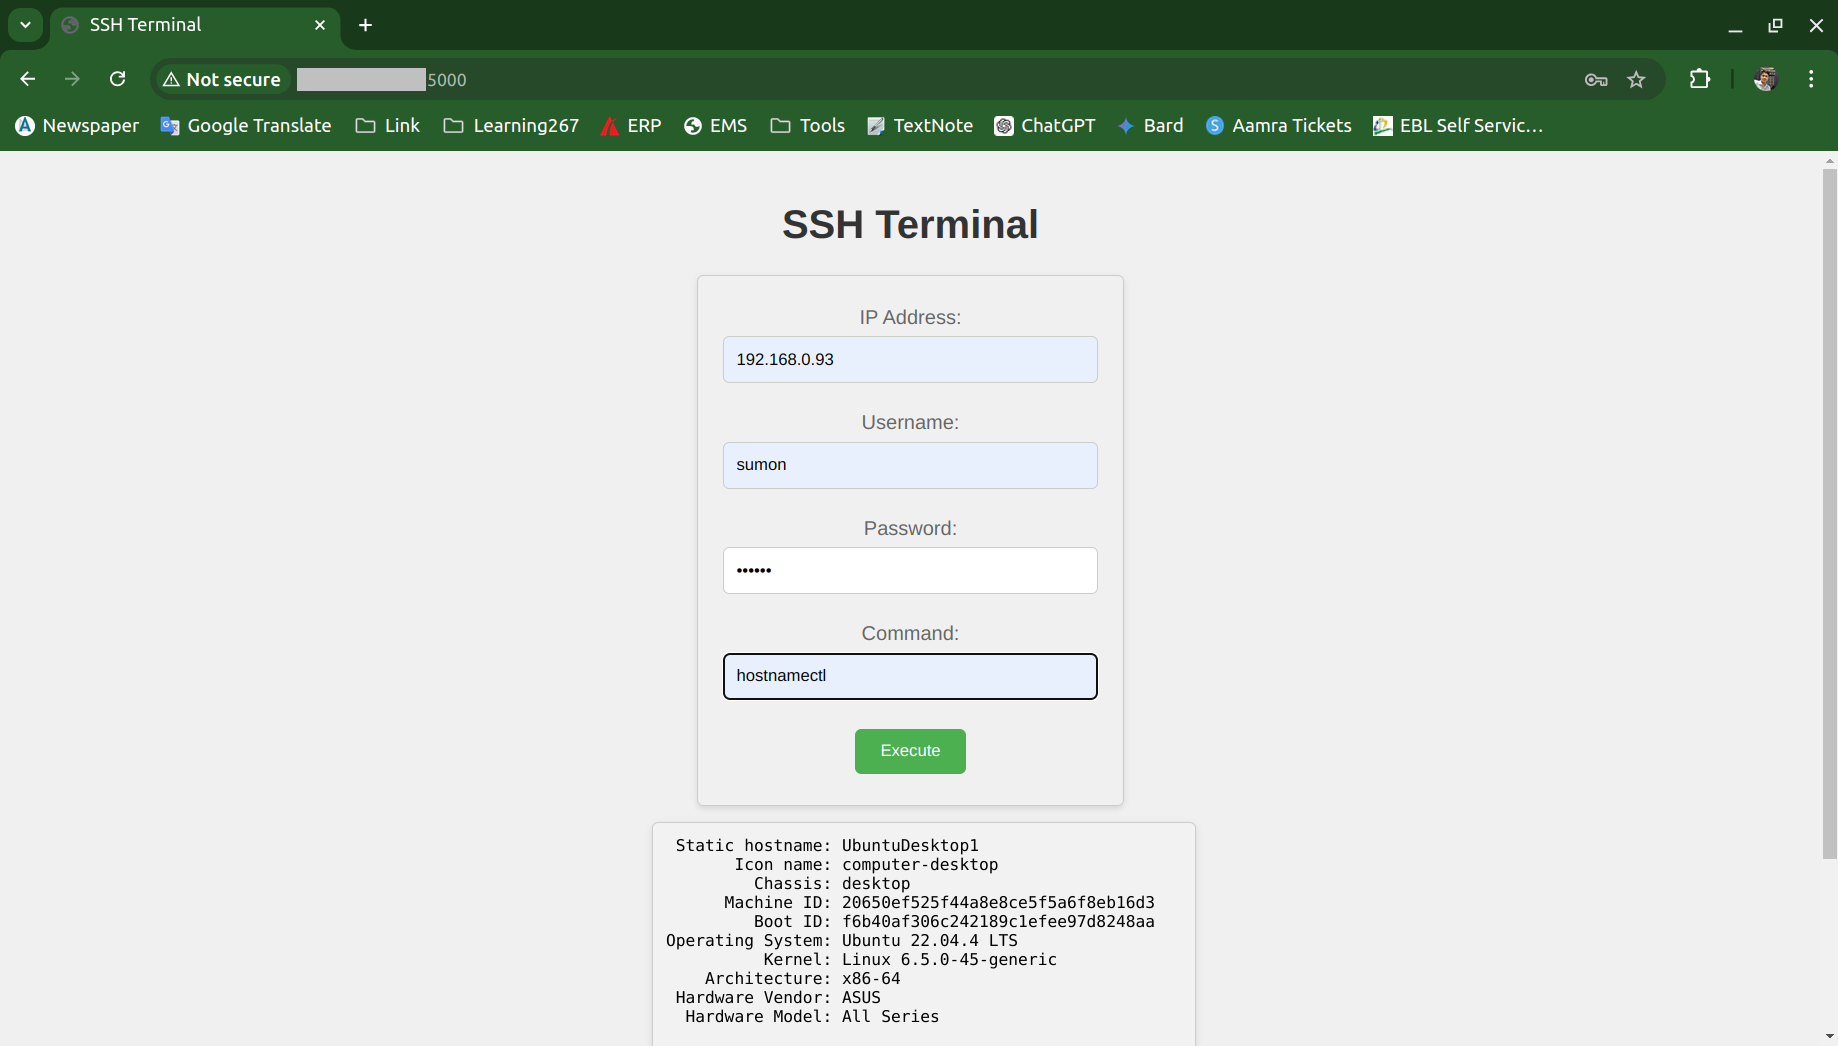 SSH Terminal
Not secure 5000
Newspaper Google Translate Link Learning267 ERP EMS Tools TextNote ChatGPT Bard Aamra Tickets EBL Self Servic...
SSH Terminal
IP Address:
192.168.0.93
Username:
sumon
Password:
••••••
Command:
hostnamectl
Execute
Static hostname: UbuntuDesktop1
Icon name: computer-desktop
Chassis: desktop
Machine ID: 20650ef525f44a8e8ce5f5a6f8eb16d3
Boot ID: f6b40af306c242189c1efee97d8248aa
Operating System: Ubuntu 22.04.4 LTS
Kernel: Linux 6.5.0-45-generic
Architecture: x86-64
Hardware Vendor: ASUS
Hardware Model: All Series